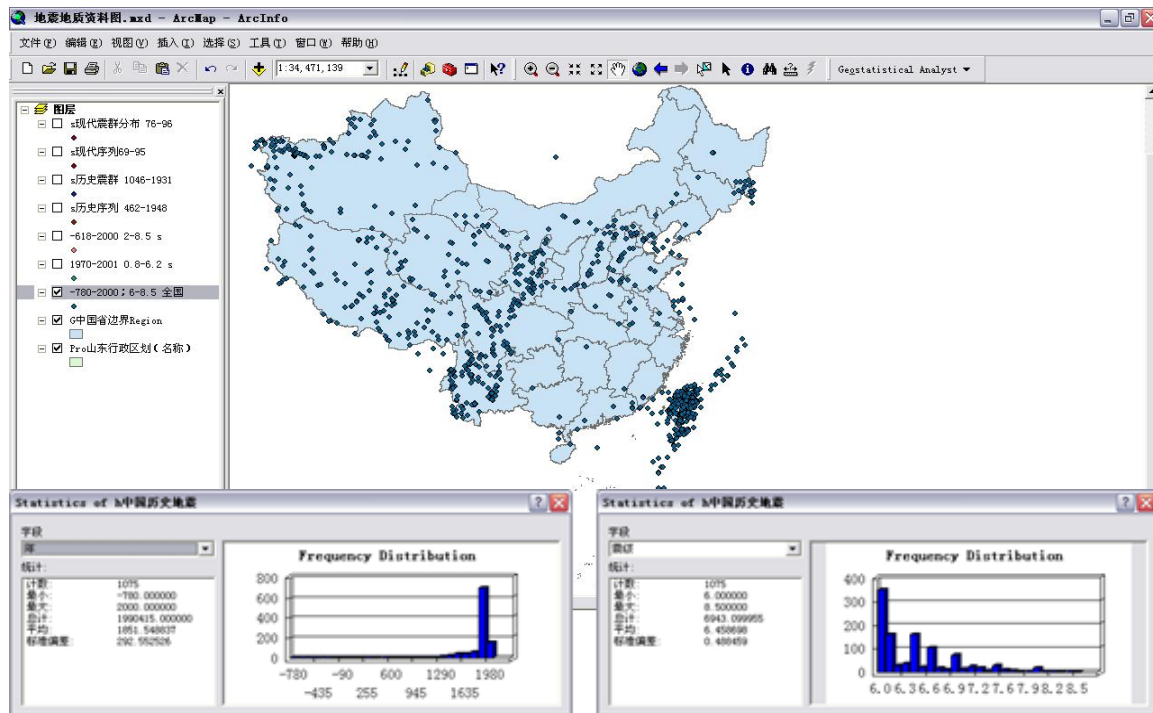 地震地质资料图.mxd - ArcMap - ArcInfo
文件(F) 编辑(E) 视图(V) 插入(I) 选择(S) 工具(T) 窗口(W) 帮助(H)
1:34,471,139
Geostatistical Analyst
图层
s现代震群分布 76-96
s现代序列69-95
s历史震群 1046-1931
s历史序列 462-1948
-618-2000 2-8.5 s
1970-2001 0.8-6.2 s
-780-2000；6-8.5 全国
G中国省边界Region
Pro山东行政区划(名称)
Statistics of h中国历史地震
字段
年
统计:
计数: 1075
最小: -780.000000
最大: 2000.000000
总计: 1990415.000000
平均: 1851.548837
标准偏差: 292.552526
Frequency Distribution
800
600
400
200
0
-780 -90 600 1290 1980
-435 255 945 1635
Statistics of h中国历史地震
字段
震级
统计:
计数: 1075
最小: 6.000000
最大: 8.500000
总计: 6943.099955
平均: 6.458698
标准偏差: 0.488459
Frequency Distribution
400
300
200
100
0
6.0 6.3 6.6 6.9 7.2 7.6 7.9 8.2 8.5